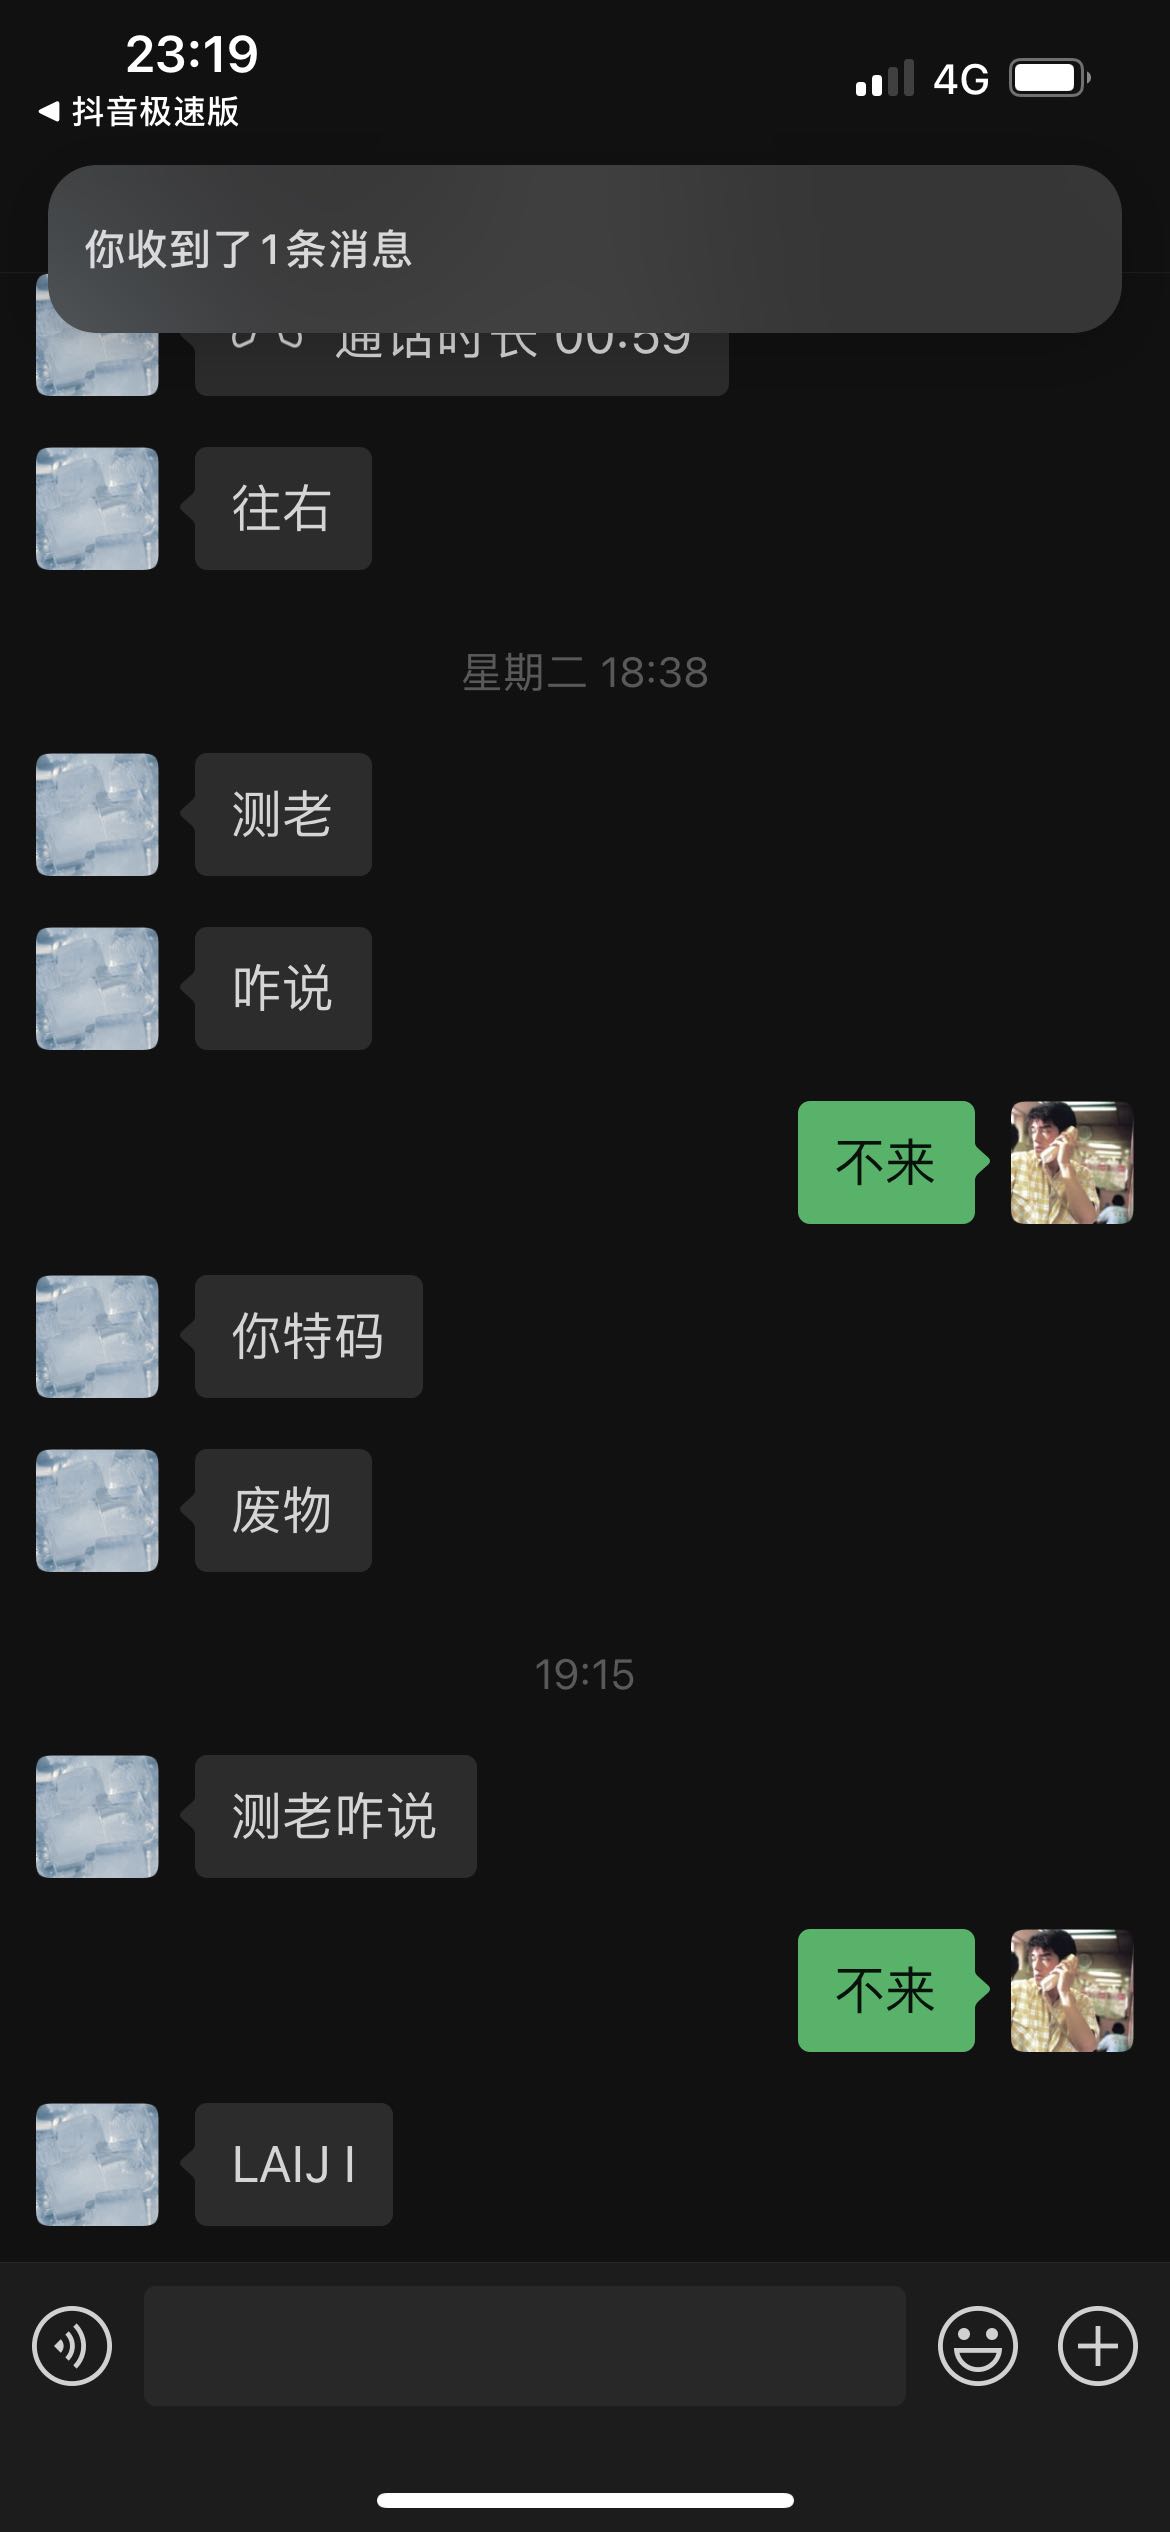 23:19
4G
抖音极速版
你收到了1条消息
通话时长 00:59
往右
星期二 18:38
测老
咋说
不来
你特码
废物
19:15
测老咋说
不来
LAIJ I